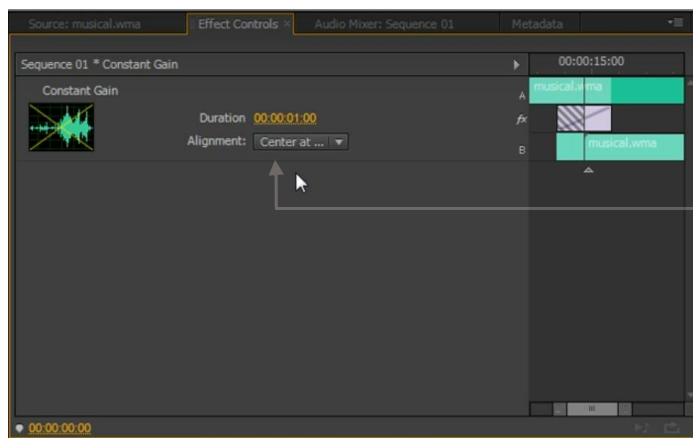 Source: musical.wma Effect Controls × Audio Mixer: Sequence 01 Metadata
Sequence 01 * Constant Gain 00:00:15:00
Constant Gain A musical.wma
Duration 00:00:01:00 fx
Alignment: Center at ... B musical.wma
00:00:00:00